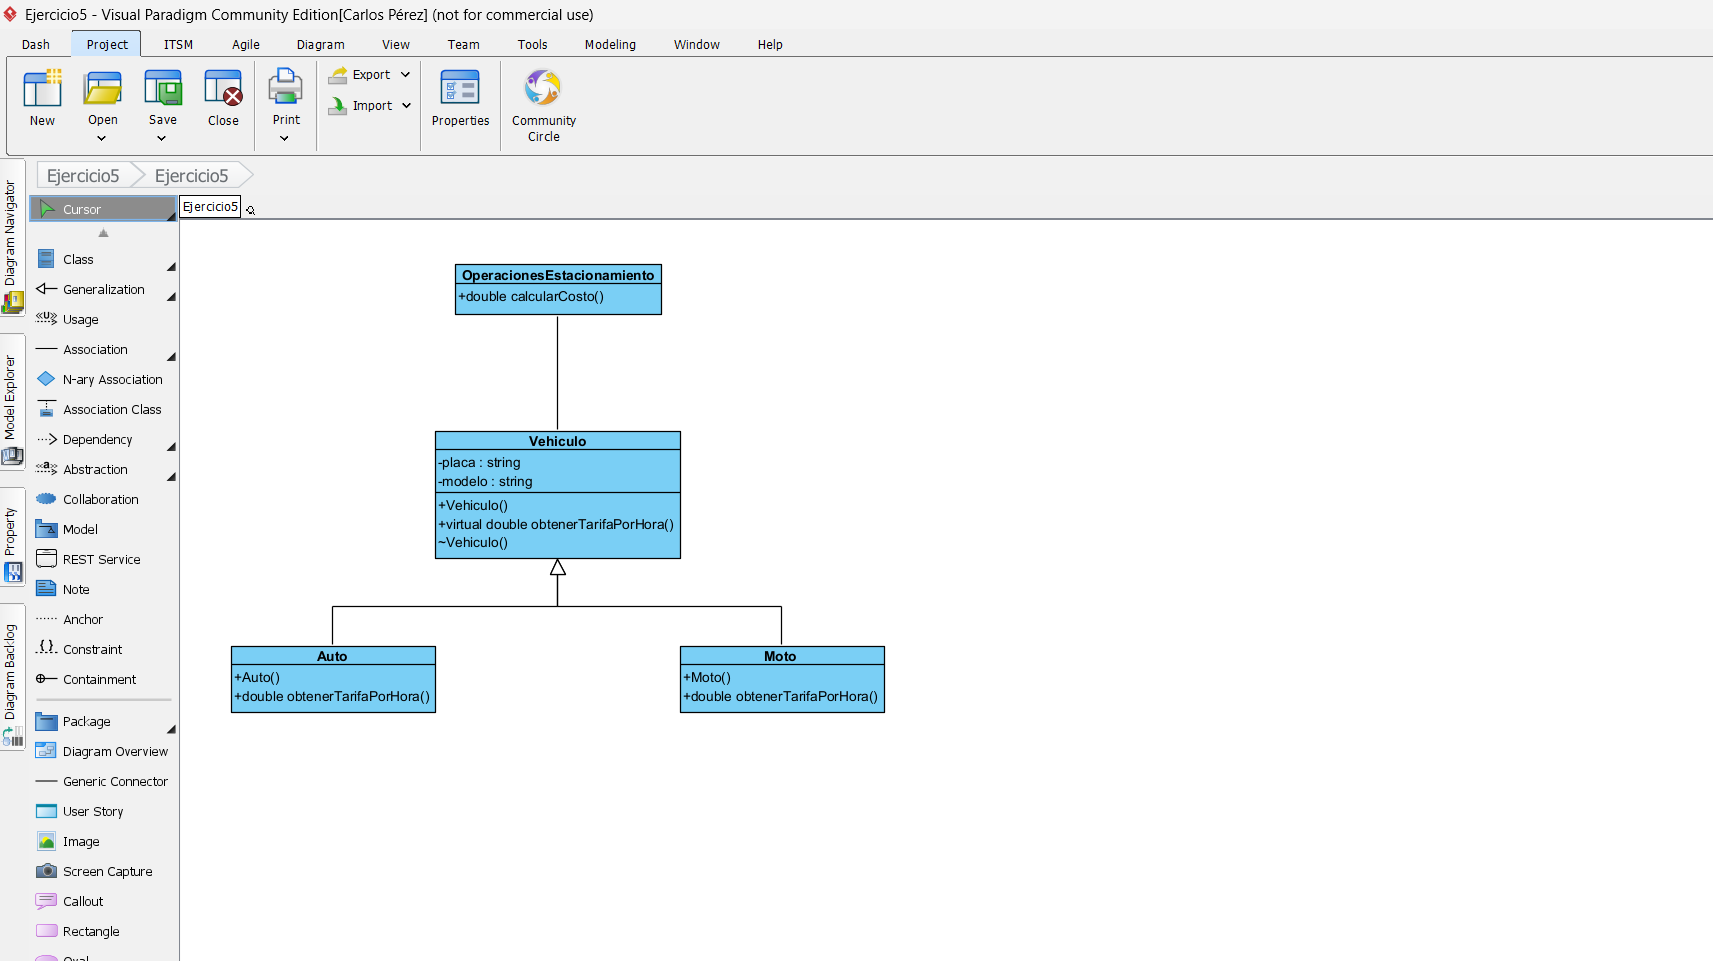 Ejercicio5 - Visual Paradigm Community Edition[Carlos Pérez] (not for commercial use)
Dash Project ITSM Agile Diagram View Team Tools Modeling Window Help
New Open Save Close Print Export Import Properties Community Circle
Ejercicio5 Ejercicio5
Diagram Navigator
Model Explorer
Property
Diagram Backlog
Cursor
Class
Generalization
«U» Usage
Association
N-ary Association
Association Class
Dependency
«a» Abstraction
Collaboration
Model
REST Service
Note
Anchor
{} Constraint
Containment
Package
Diagram Overview
Generic Connector
User Story
Image
Screen Capture
Callout
Rectangle
Oval
Ejercicio5
OperacionesEstacionamiento
+double calcularCosto()
Vehiculo
-placa : string
-modelo : string
+Vehiculo()
+virtual double obtenerTarifaPorHora()
~Vehiculo()
Auto
+Auto()
+double obtenerTarifaPorHora()
Moto
+Moto()
+double obtenerTarifaPorHora()